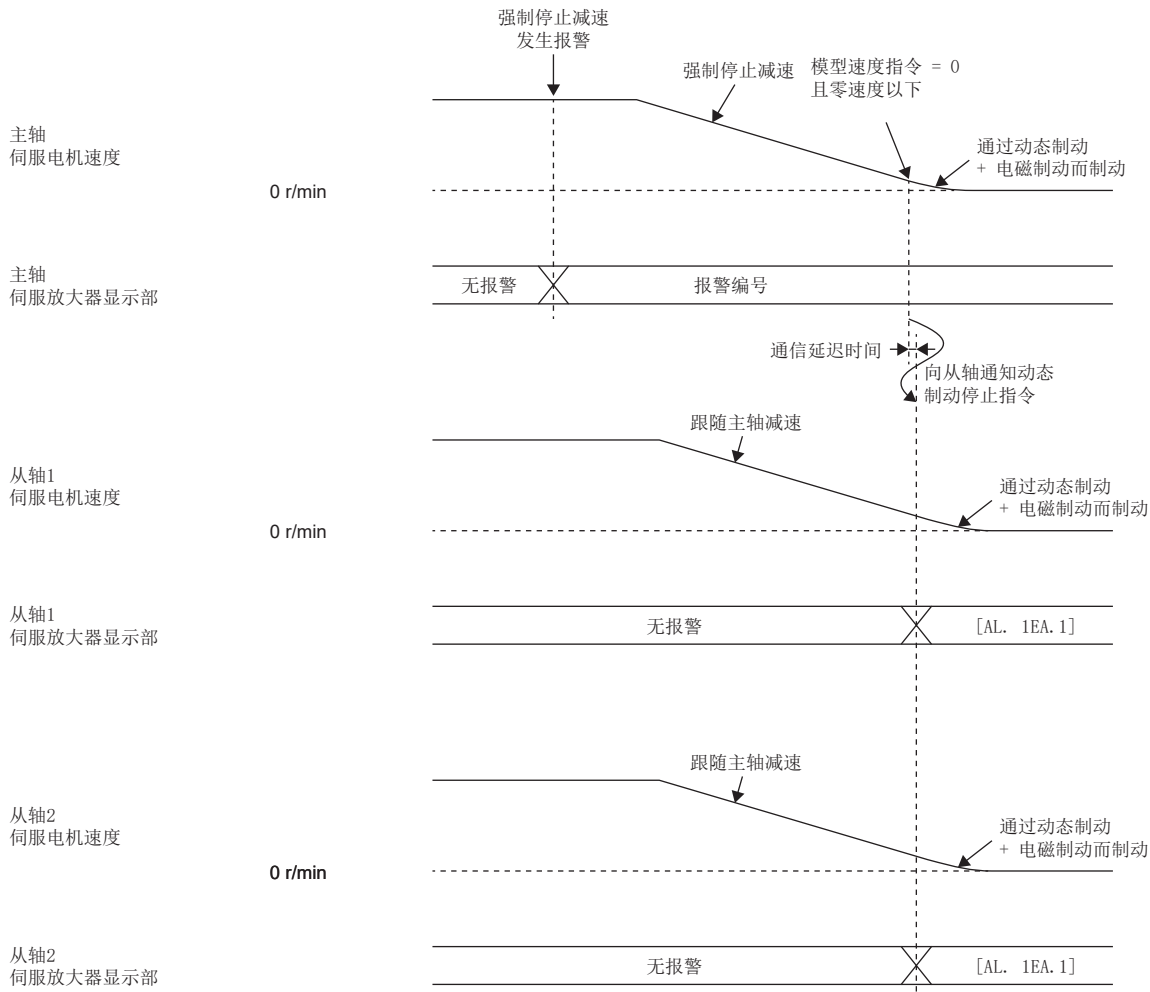 强制停止减速
发生报警
强制停止减速
模型速度指令 = 0
且零速度以下
主轴
伺服电机速度
通过动态制动
+ 电磁制动而制动
0 r/min
主轴
伺服放大器显示部
无报警
报警编号
通信延迟时间
向从轴通知动态
制动停止指令
跟随主轴减速
从轴1
伺服电机速度
通过动态制动
+ 电磁制动而制动
0 r/min
从轴1
伺服放大器显示部
无报警
[AL. 1EA.1]
跟随主轴减速
从轴2
伺服电机速度
通过动态制动
+ 电磁制动而制动
0 r/min
从轴2
伺服放大器显示部
无报警
[AL. 1EA.1]